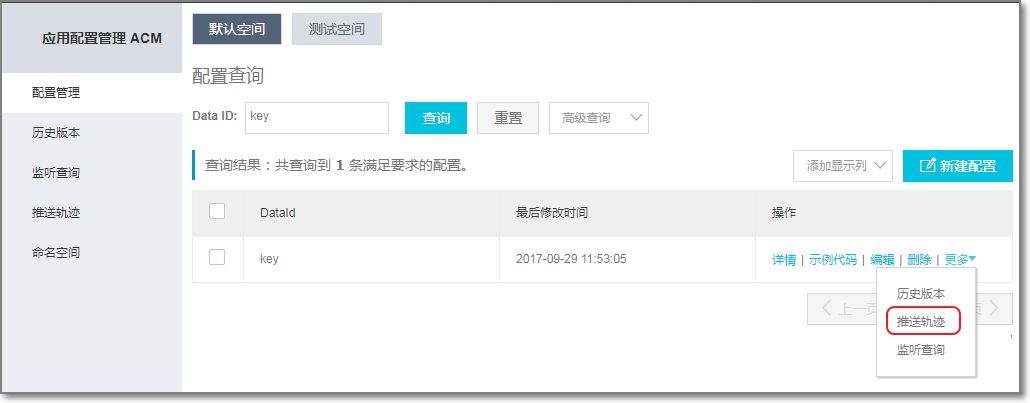 应用配置管理 ACM
配置管理
历史版本
监听查询
推送轨迹
命名空间
默认空间 测试空间
配置查询
Data ID: key 查询 重置 高级查询
查询结果：共查询到 1 条满足要求的配置。 添加显示列 新建配置
DataId 最后修改时间 操作
key 2017-09-29 11:53:05 详情 | 示例代码 | 编辑 | 删除 | 更多
上一页 页
历史版本
推送轨迹
监听查询